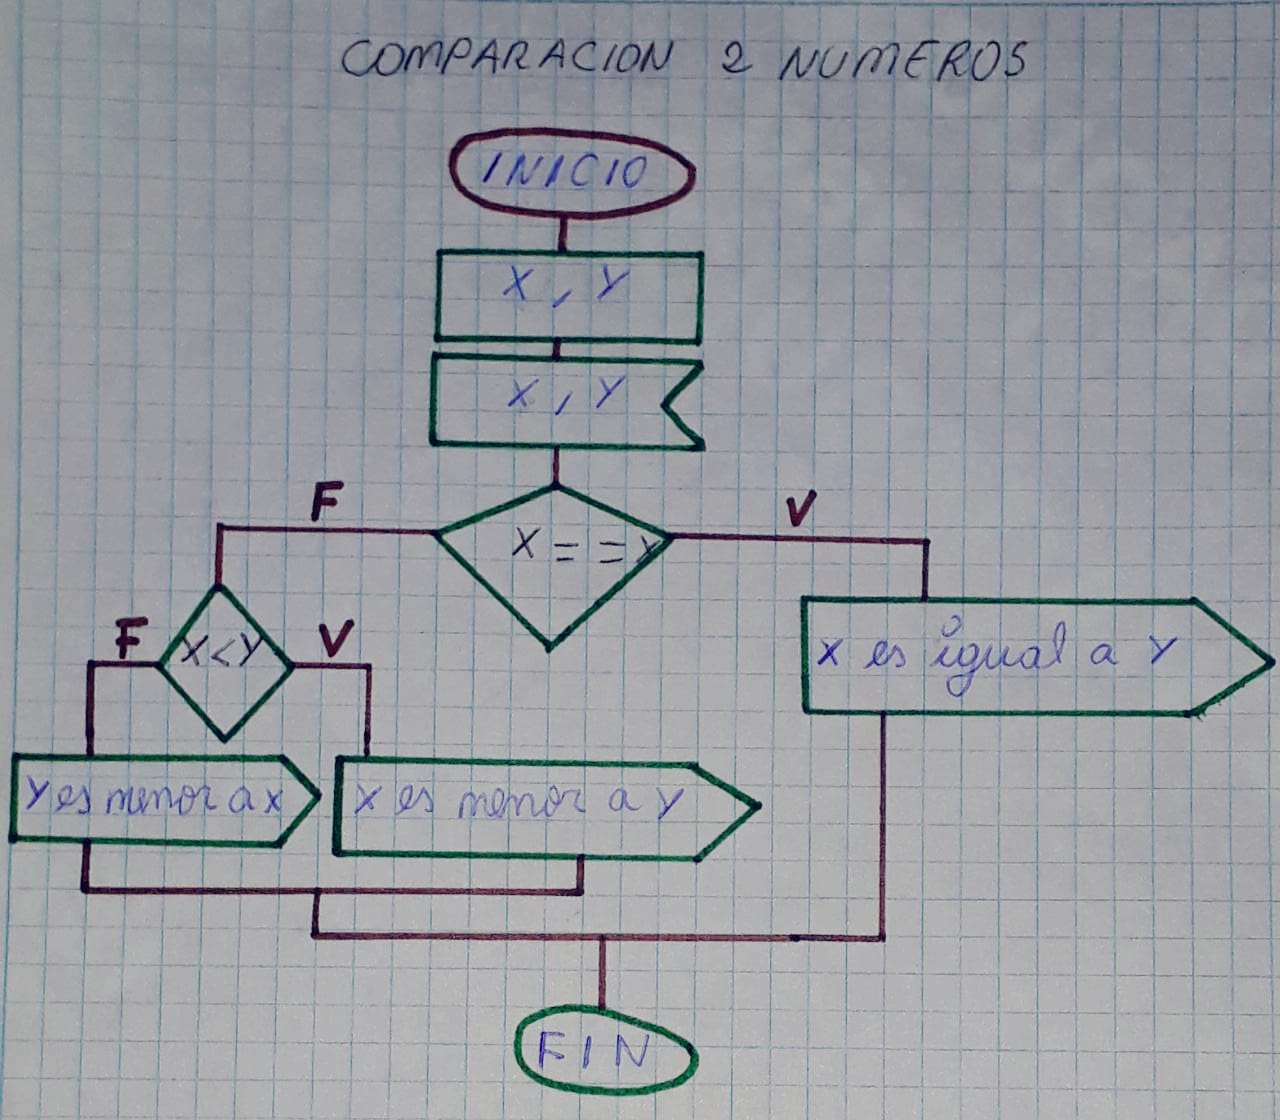 COMPARACION 2 NUMEROS
INICIO
X, Y
X, Y
F
V
X == Y
F
X < Y
V
X es igual a Y
Y es menor a X
X es menor a Y
FIN